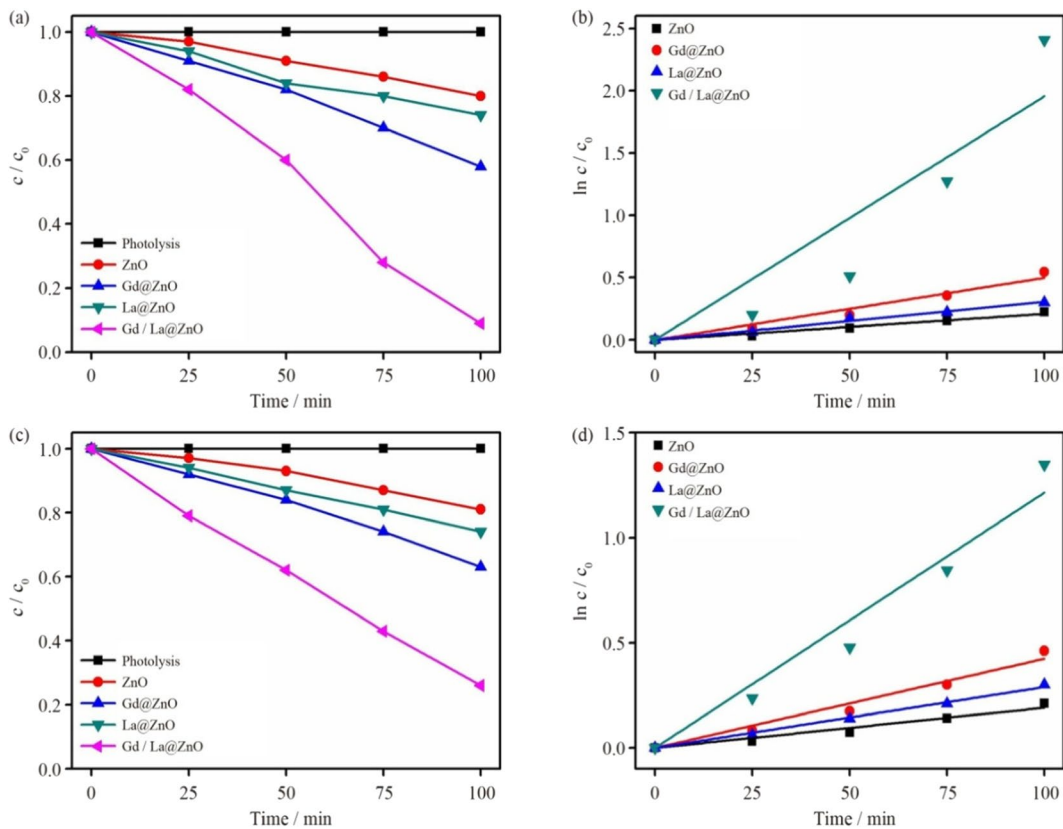 (a)
1.0
0.8
0.6
0.4
0.2
0.0
c / c₀
Photolysis
ZnO
Gd@ZnO
La@ZnO
Gd / La@ZnO
0 25 50 75 100
Time / min
(b)
2.5
2.0
1.5
1.0
0.5
0.0
ln c / c₀
ZnO
Gd@ZnO
La@ZnO
Gd / La@ZnO
0 25 50 75 100
Time / min
(c)
1.0
0.8
0.6
0.4
0.2
0.0
c / c₀
Photolysis
ZnO
Gd@ZnO
La@ZnO
Gd / La@ZnO
0 25 50 75 100
Time / min
(d)
1.5
1.0
0.5
0.0
ln c / c₀
ZnO
Gd@ZnO
La@ZnO
Gd / La@ZnO
0 25 50 75 100
Time / min